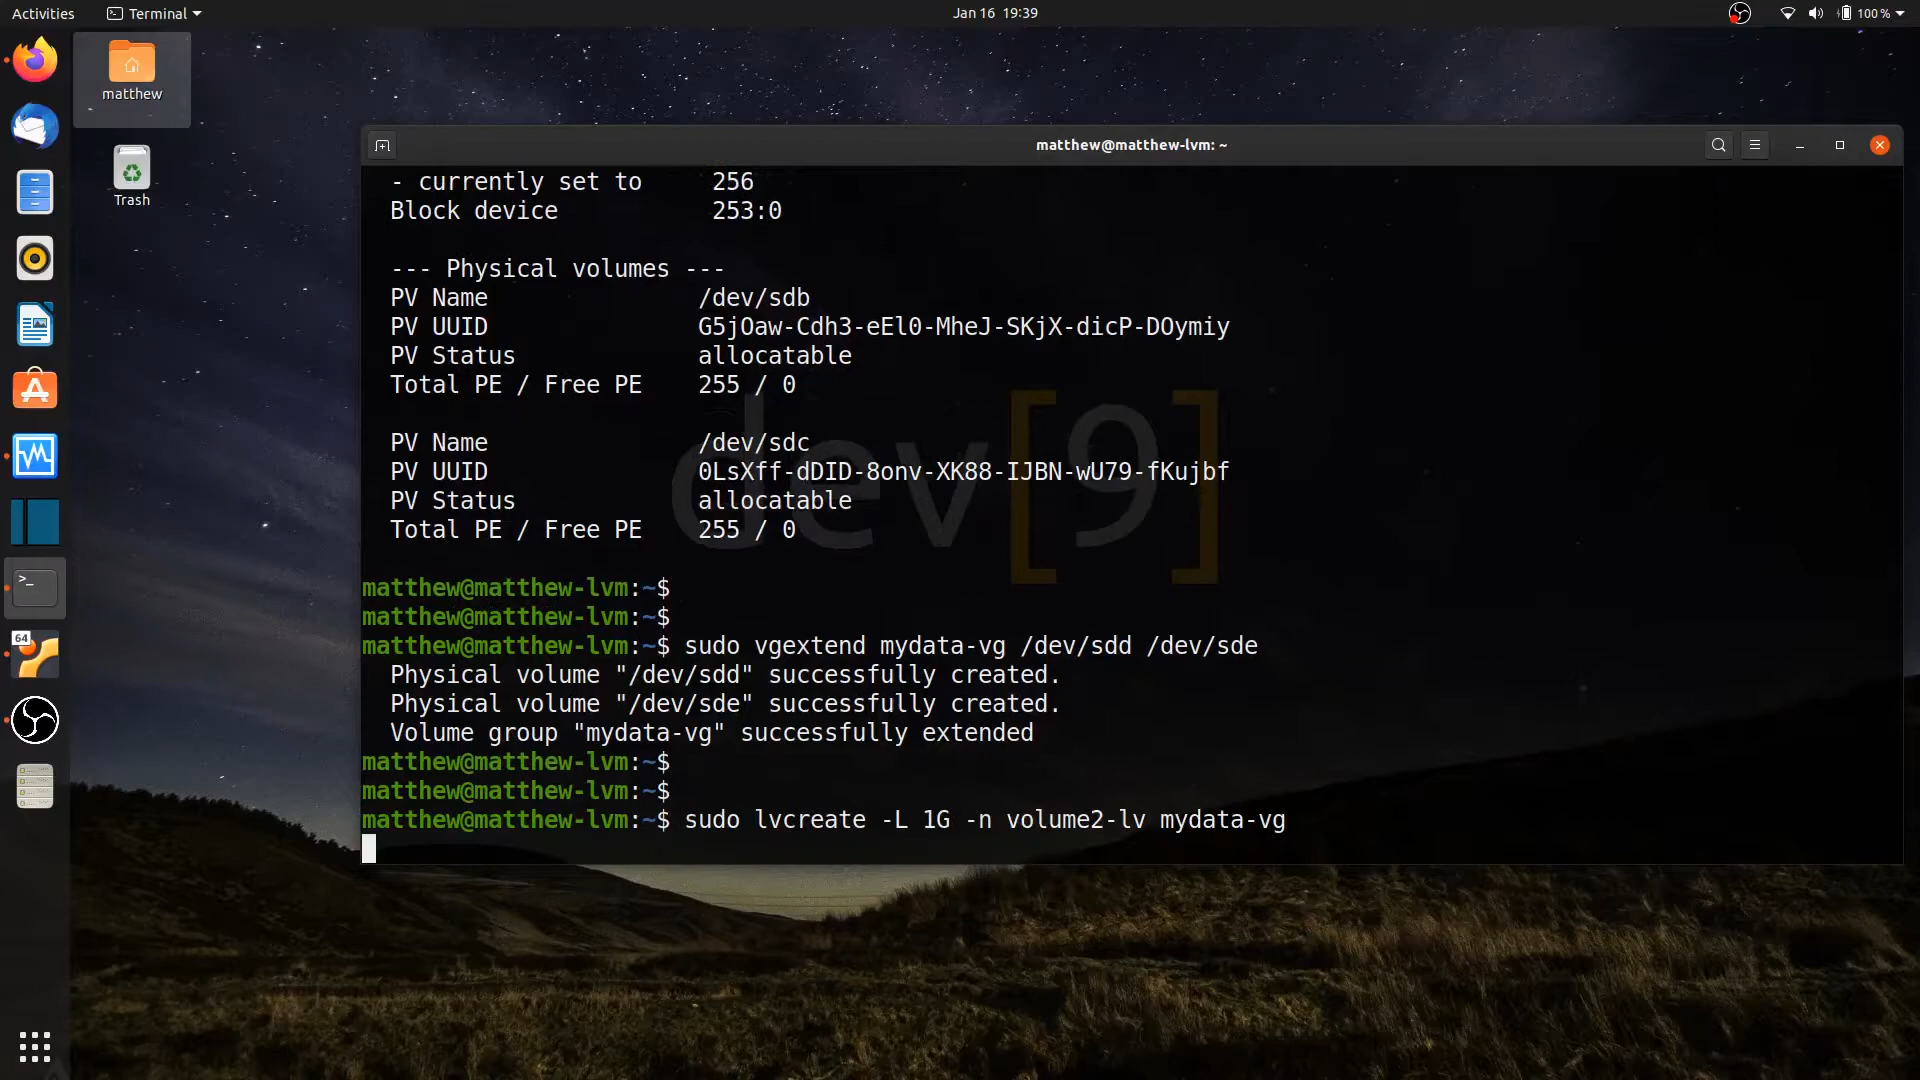 Activities
Terminal
Jan 16 19:39
100 %
matthew
Trash
matthew@matthew-lvm: ~
- currently set to 256
Block device 253:0
--- Physical volumes ---
PV Name /dev/sdb
PV UUID G5jOaw-Cdh3-eEl0-MheJ-SKjX-dicP-DOymiy
PV Status allocatable
Total PE / Free PE 255 / 0
PV Name /dev/sdc
PV UUID 0LsXff-dDID-8onv-XK88-IJBN-wU79-fKujbf
PV Status allocatable
Total PE / Free PE 255 / 0
dev[9]
matthew@matthew-lvm:~$
matthew@matthew-lvm:~$
matthew@matthew-lvm:~$ sudo vgextend mydata-vg /dev/sdd /dev/sde
Physical volume "/dev/sdd" successfully created.
Physical volume "/dev/sde" successfully created.
Volume group "mydata-vg" successfully extended
matthew@matthew-lvm:~$
matthew@matthew-lvm:~$
matthew@matthew-lvm:~$ sudo lvcreate -L 1G -n volume2-lv mydata-vg
>_
64